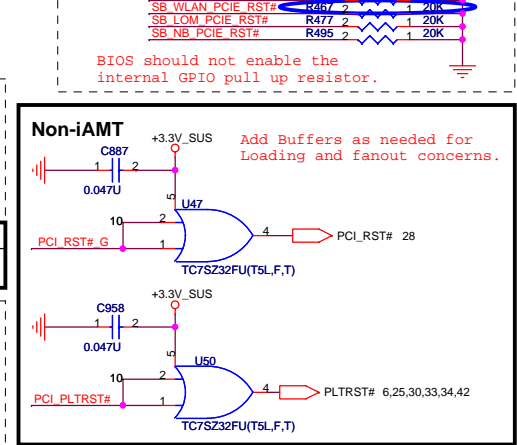 SB_WLAN_PCIE_RST# R467 2 1 20K
SB_LOM_PCIE_RST# R477 2 1 20K
SB_NB_PCIE_RST# R495 2 1 20K
BIOS should not enable the
internal GPIO pull up resistor.
Non-iAMT
+3.3V_SUS
Add Buffers as needed for
Loading and fanout concerns.
C887
1 2
0.047U
5
U47
10
2
4
PCI_RST# 28
PCI_RST#_G
1
TC7SZ32FU(T5L,F,T)
+3.3V_SUS
C958
1 2
0.047U
5
U50
10
2
4
PLTRST# 6,25,30,33,34,42
PCI_PLTRST#
1
TC7SZ32FU(T5L,F,T)